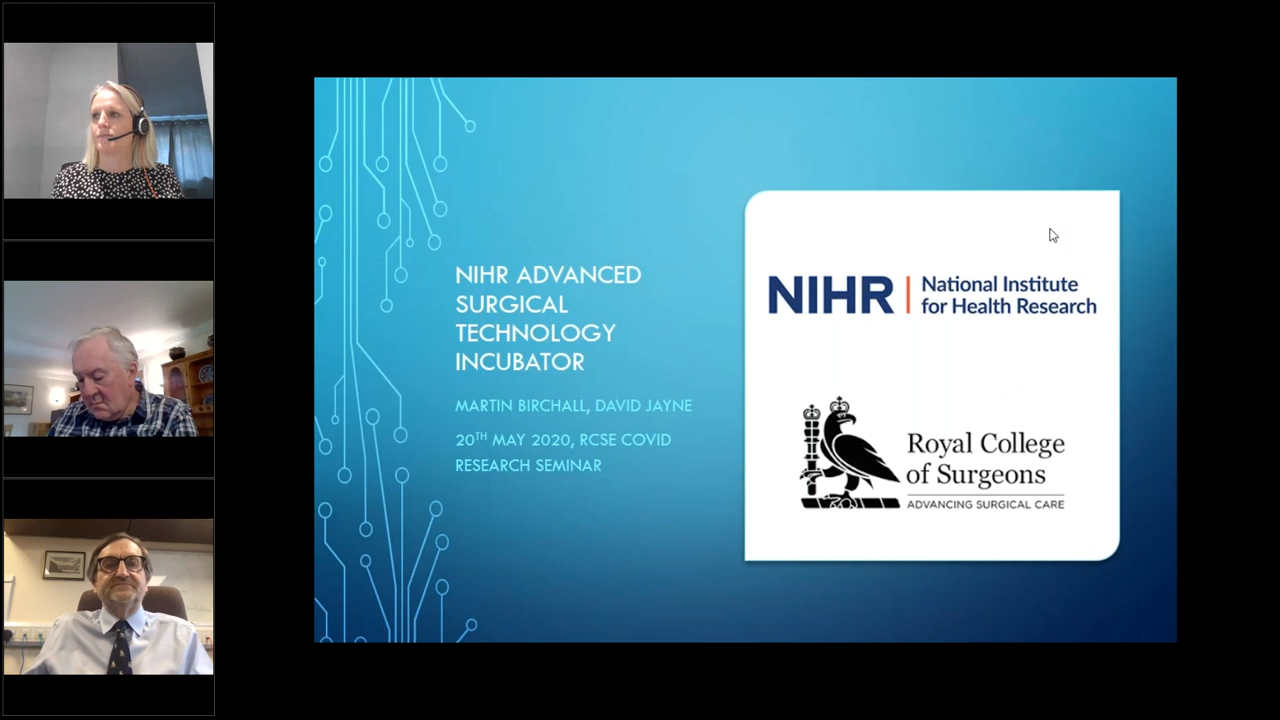 NIHR ADVANCED
SURGICAL
TECHNOLOGY
INCUBATOR
MARTIN BIRCHALL, DAVID JAYNE
20TH MAY 2020, RCSE COVID
RESEARCH SEMINAR
NIHR | National Institute
for Health Research
Royal College
of Surgeons
ADVANCING SURGICAL CARE